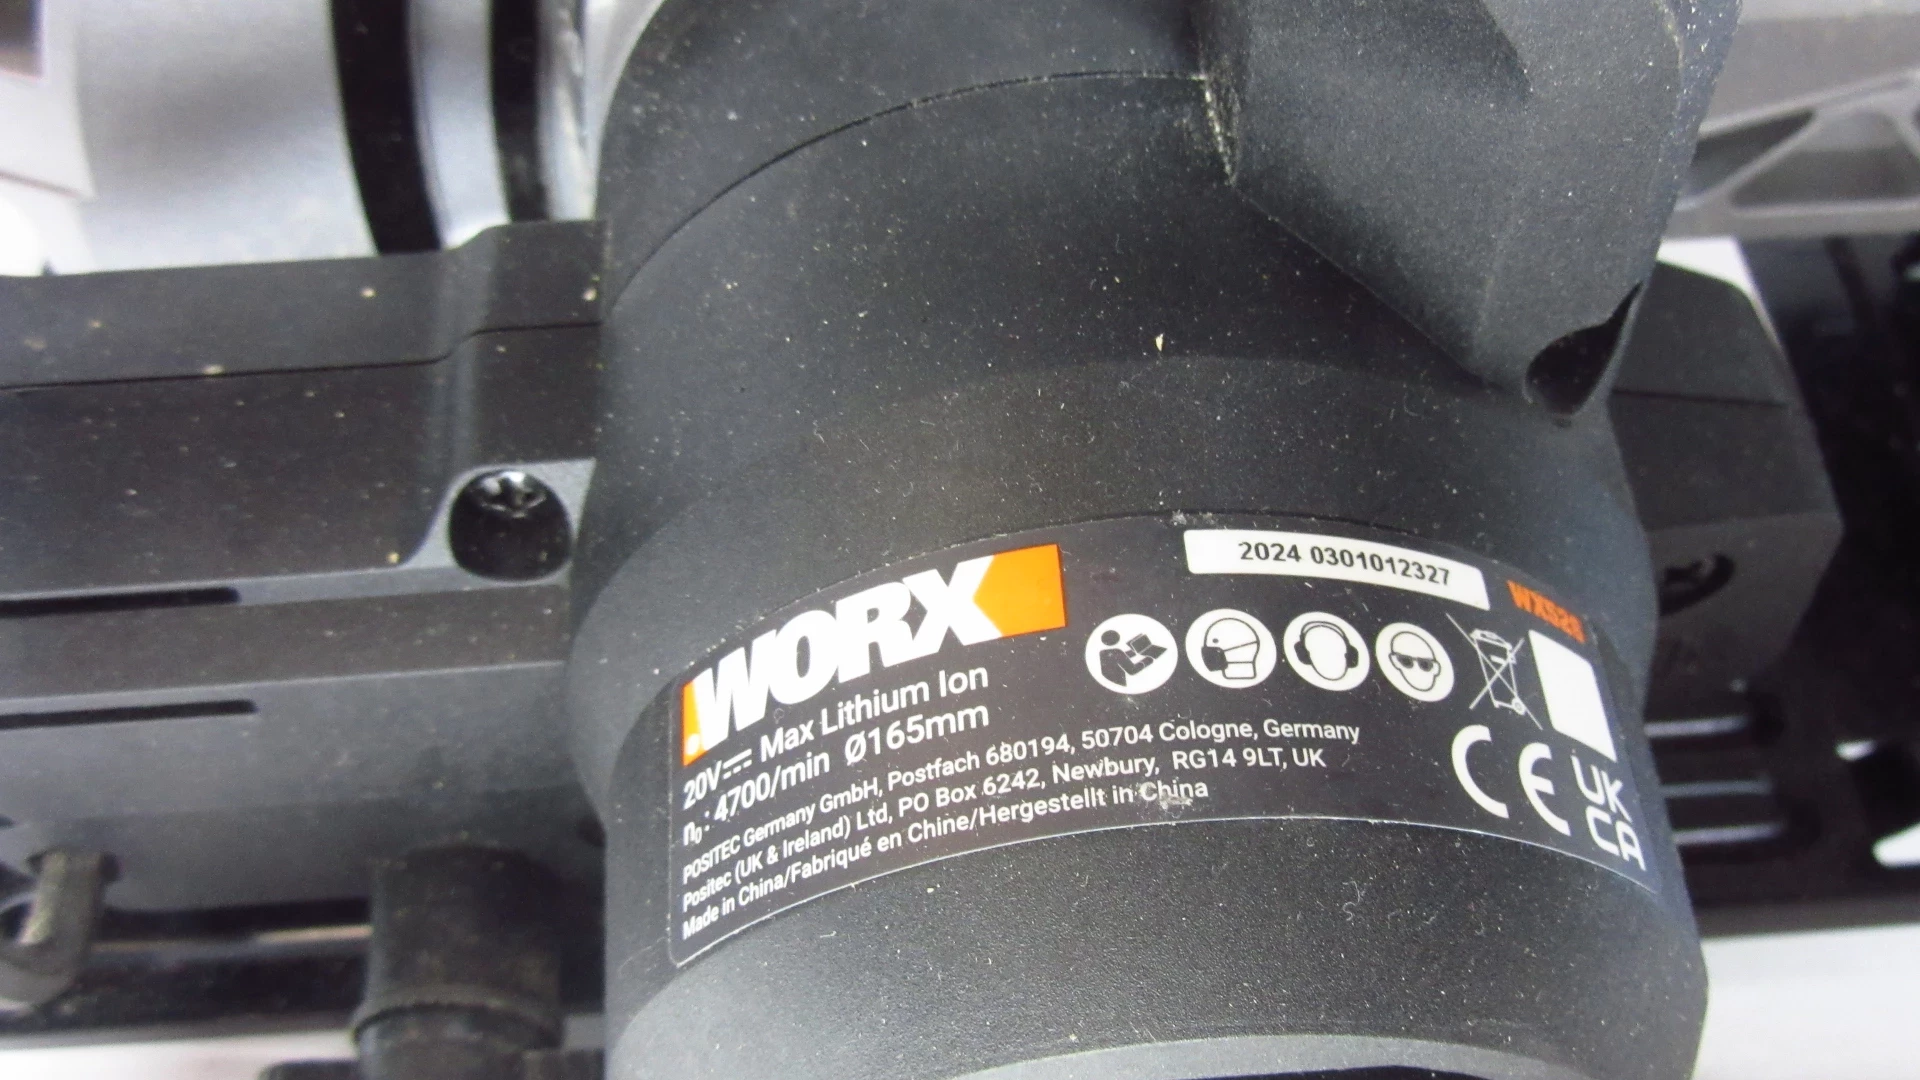 2024 0301012327
WORX
20V Max Lithium Ion
n₀: 4700/min Ø165mm
POSITEC Germany GmbH, Postfach 680194, 50704 Cologne, Germany
Positec (UK & Ireland) Ltd, PO Box 6242, Newbury, RG14 9LT, UK
Made in China/Fabriqué en Chine/Hergestellt in China
CE
UK
CA